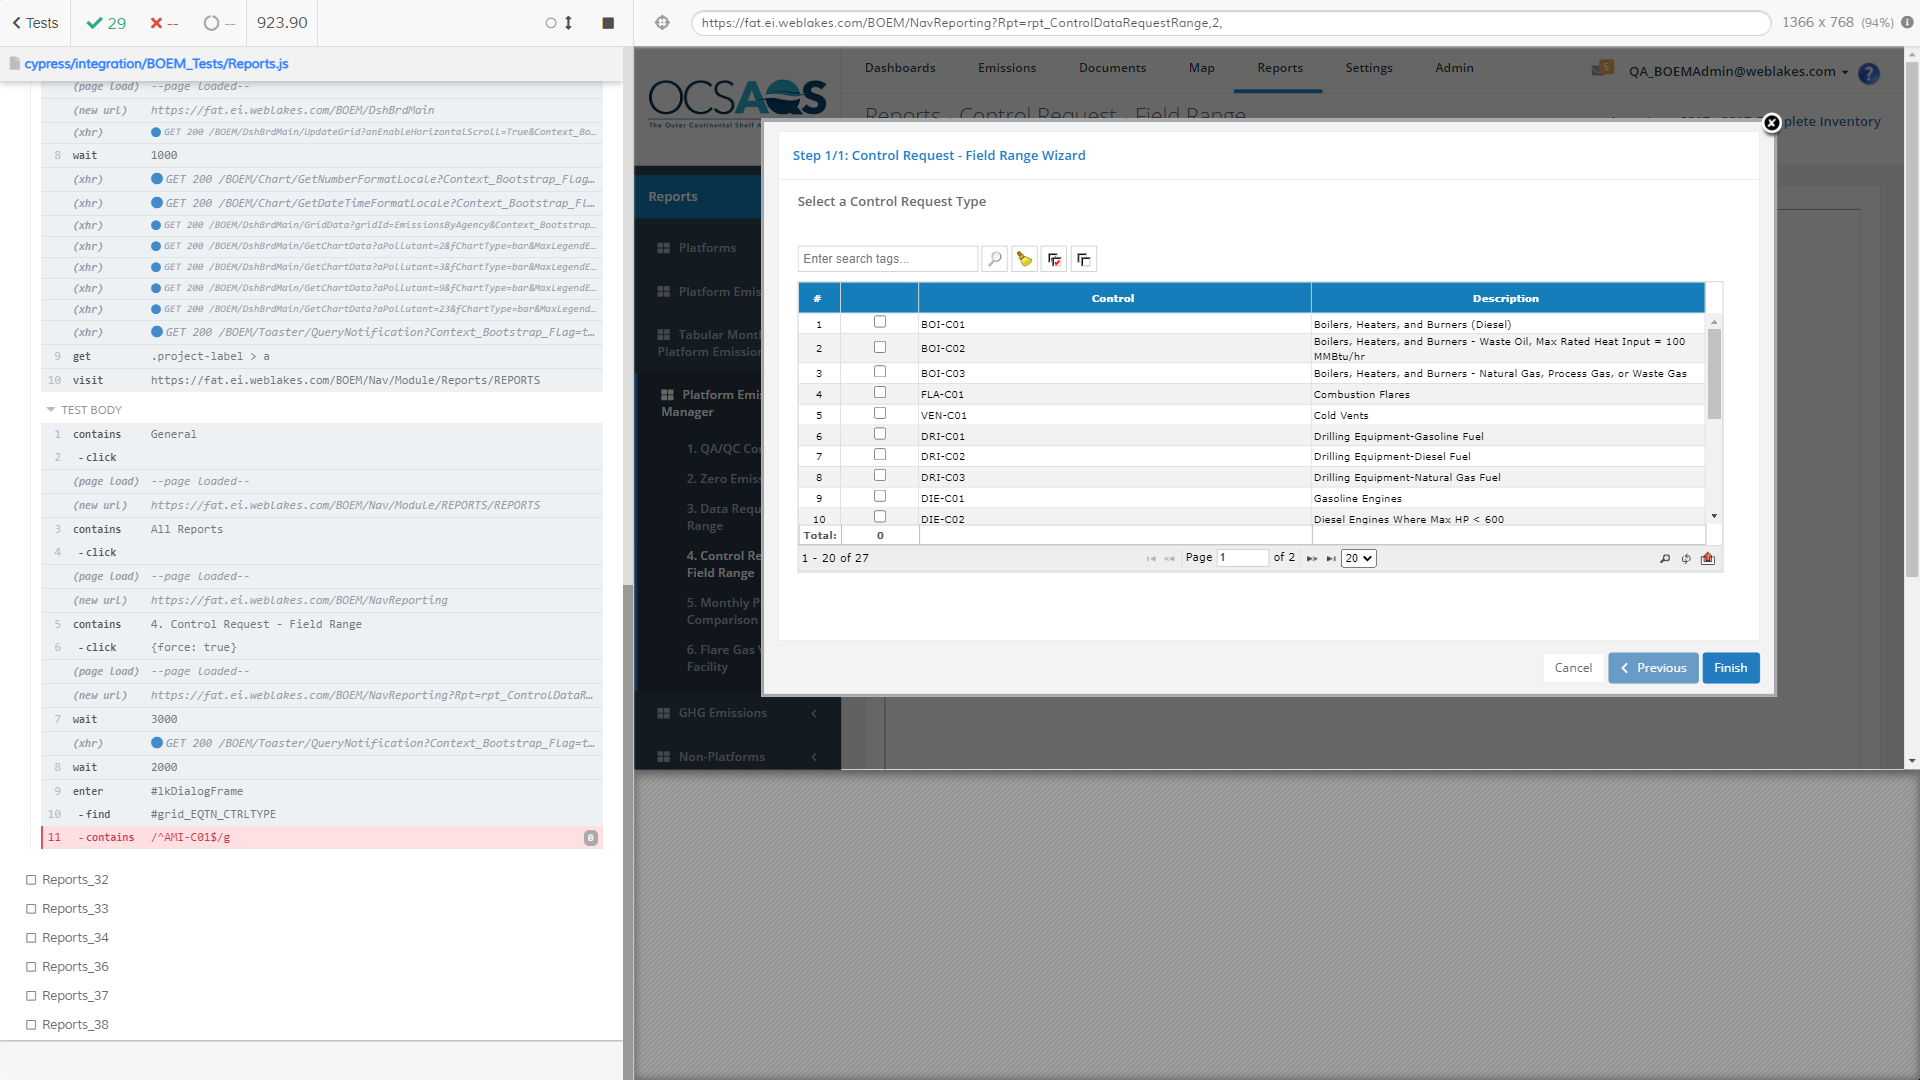 Tests
29
--
--
923.90
https://fat.ei.weblakes.com/BOEM/NavReporting?Rpt=rpt_ControlDataRequestRange,2,
1366 x 768 (94%)
cypress/integration/BOEM_Tests/Reports.js
(page load) --page loaded--
(new url) https://fat.ei.weblakes.com/BOEM/DshBrdMain
(xhr) GET 200 /BOEM/DshBrdMain/UpdateGrid?anEnableHorizontalScroll=True&Context_Bo...
8 wait 1000
(xhr) GET 200 /BOEM/Chart/GetNumberFormatLocale?Context_Bootstrap_Flag...
(xhr) GET 200 /BOEM/Chart/GetDateTimeFormatLocale?Context_Bootstrap_Fl...
(xhr) GET 200 /BOEM/DshBrdMain/GridData?gridId=EmissionsByAgency&Context_Bootstrap...
(xhr) GET 200 /BOEM/DshBrdMain/GetChartData?aPollutant=2&fChartType=bar&MaxLegendE...
(xhr) GET 200 /BOEM/DshBrdMain/GetChartData?aPollutant=3&fChartType=bar&MaxLegendE...
(xhr) GET 200 /BOEM/DshBrdMain/GetChartData?aPollutant=9&fChartType=bar&MaxLegendE...
(xhr) GET 200 /BOEM/DshBrdMain/GetChartData?aPollutant=23&fChartType=bar&MaxLegend...
(xhr) GET 200 /BOEM/Toaster/QueryNotification?Context_Bootstrap_Flag=t...
9 get .project-label > a
10 visit https://fat.ei.weblakes.com/BOEM/Nav/Module/Reports/REPORTS
TEST BODY
1 contains General
2 -click
(page load) --page loaded--
(new url) https://fat.ei.weblakes.com/BOEM/Nav/Module/REPORTS/REPORTS
3 contains All Reports
4 -click
(page load) --page loaded--
(new url) https://fat.ei.weblakes.com/BOEM/NavReporting
5 contains 4. Control Request - Field Range
6 -click {force: true}
(page load) --page loaded--
(new url) https://fat.ei.weblakes.com/BOEM/NavReporting?Rpt=rpt_ControlDataR...
7 wait 3000
(xhr) GET 200 /BOEM/Toaster/QueryNotification?Context_Bootstrap_Flag=t...
8 wait 2000
9 enter #lkDialogFrame
10 -find #grid_EQTN_CTRLTYPE
11 -contains /^AMI-C01$/g 0
Reports_32
Reports_33
Reports_34
Reports_36
Reports_37
Reports_38
OCSAQS
The Outer Continental Shelf A
Dashboards Emissions Documents Map Reports Settings Admin
5 QA_BOEMAdmin@weblakes.com ?
Reports - Control Request - Field Range
plete Inventory
Reports
Platforms
Platform Emis
Tabular Mont
Platform Emission
Platform Emi
Manager
1. QA/QC Co
2. Zero Emiss
3. Data Requ
Range
4. Control Re
Field Range
5. Monthly P
Comparison
6. Flare Gas V
Facility
GHG Emissions
Non-Platforms
Step 1/1: Control Request - Field Range Wizard
Select a Control Request Type
Enter search tags...
# Control Description
1 BOI-C01 Boilers, Heaters, and Burners (Diesel)
2 BOI-C02 Boilers, Heaters, and Burners - Waste Oil, Max Rated Heat Input = 100
MMBtu/hr
3 BOI-C03 Boilers, Heaters, and Burners - Natural Gas, Process Gas, or Waste Gas
4 FLA-C01 Combustion Flares
5 VEN-C01 Cold Vents
6 DRI-C01 Drilling Equipment-Gasoline Fuel
7 DRI-C02 Drilling Equipment-Diesel Fuel
8 DRI-C03 Drilling Equipment-Natural Gas Fuel
9 DIE-C01 Gasoline Engines
10 DIE-C02 Diesel Engines Where Max HP < 600
Total: 0
1 - 20 of 27 Page 1 of 2 20
Cancel Previous Finish